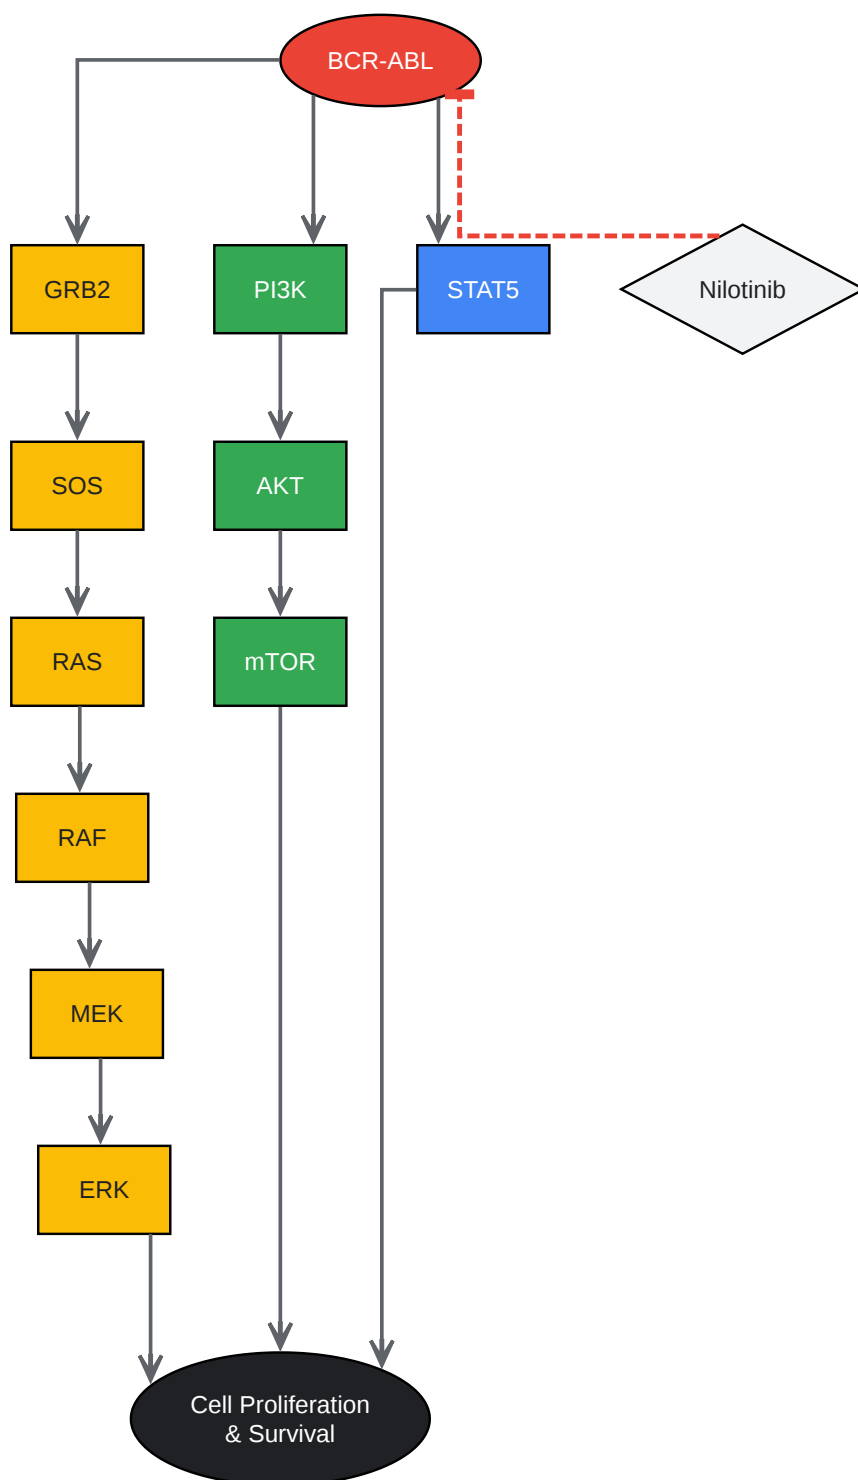 BCR-ABL
GRB2
PI3K
STAT5
Nilotinib
SOS
AKT
RAS
mTOR
RAF
MEK
ERK
Cell Proliferation
& Survival